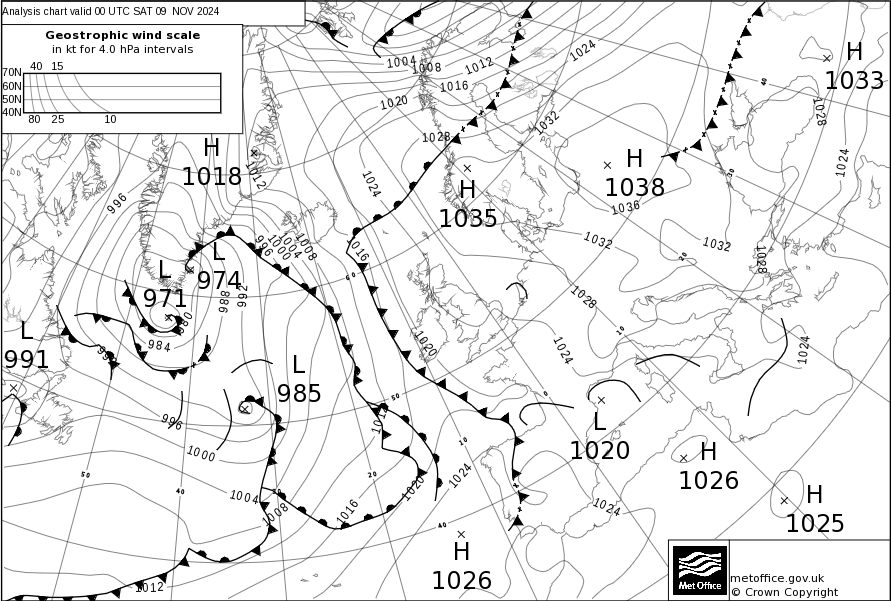 Analysis chart valid 00 UTC SAT 09 NOV 2024
Geostrophic wind scale
in kt for 4.0 hPa intervals
40 15
70N
60N
50N
40N
80 25 10
1004
1008
1012
1016
1020
1024
H
1033
1028
1024
H
1018
1012
996
1028
1032
1024
H
1035
H
1038
1036
1032
1032
1028
996
1000
1004
1008
1016
60
20
30
40
L
974
L
971
980
984
988
992
L
991
L
985
996
1000
1004
1008
1012
1016
1020
1020
1024
1028
1024
1024
L
1020
H
1026
H
1025
1024
H
1026
1012
50
40
20
50
10
40
0
10
Met Office
metoffice.gov.uk
© Crown Copyright